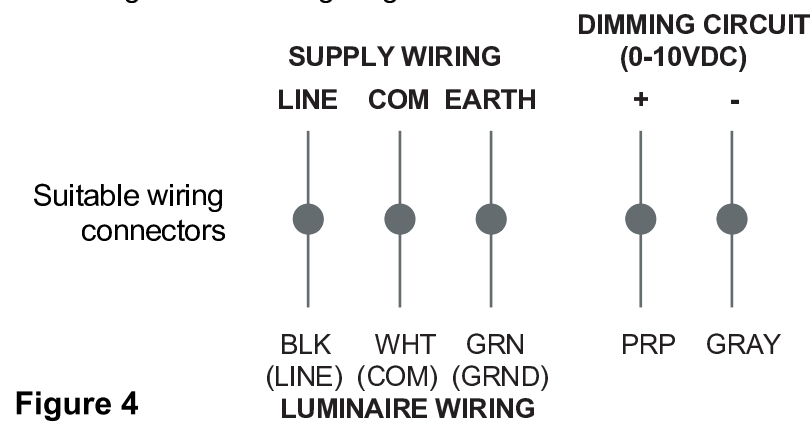 DIMMING CIRCUIT
(0-10VDC)
SUPPLY WIRING
LINE COM EARTH + -
Suitable wiring
connectors
BLK WHT GRN PRP GRAY
(LINE) (COM) (GRND)
LUMINAIRE WIRING
Figure 4